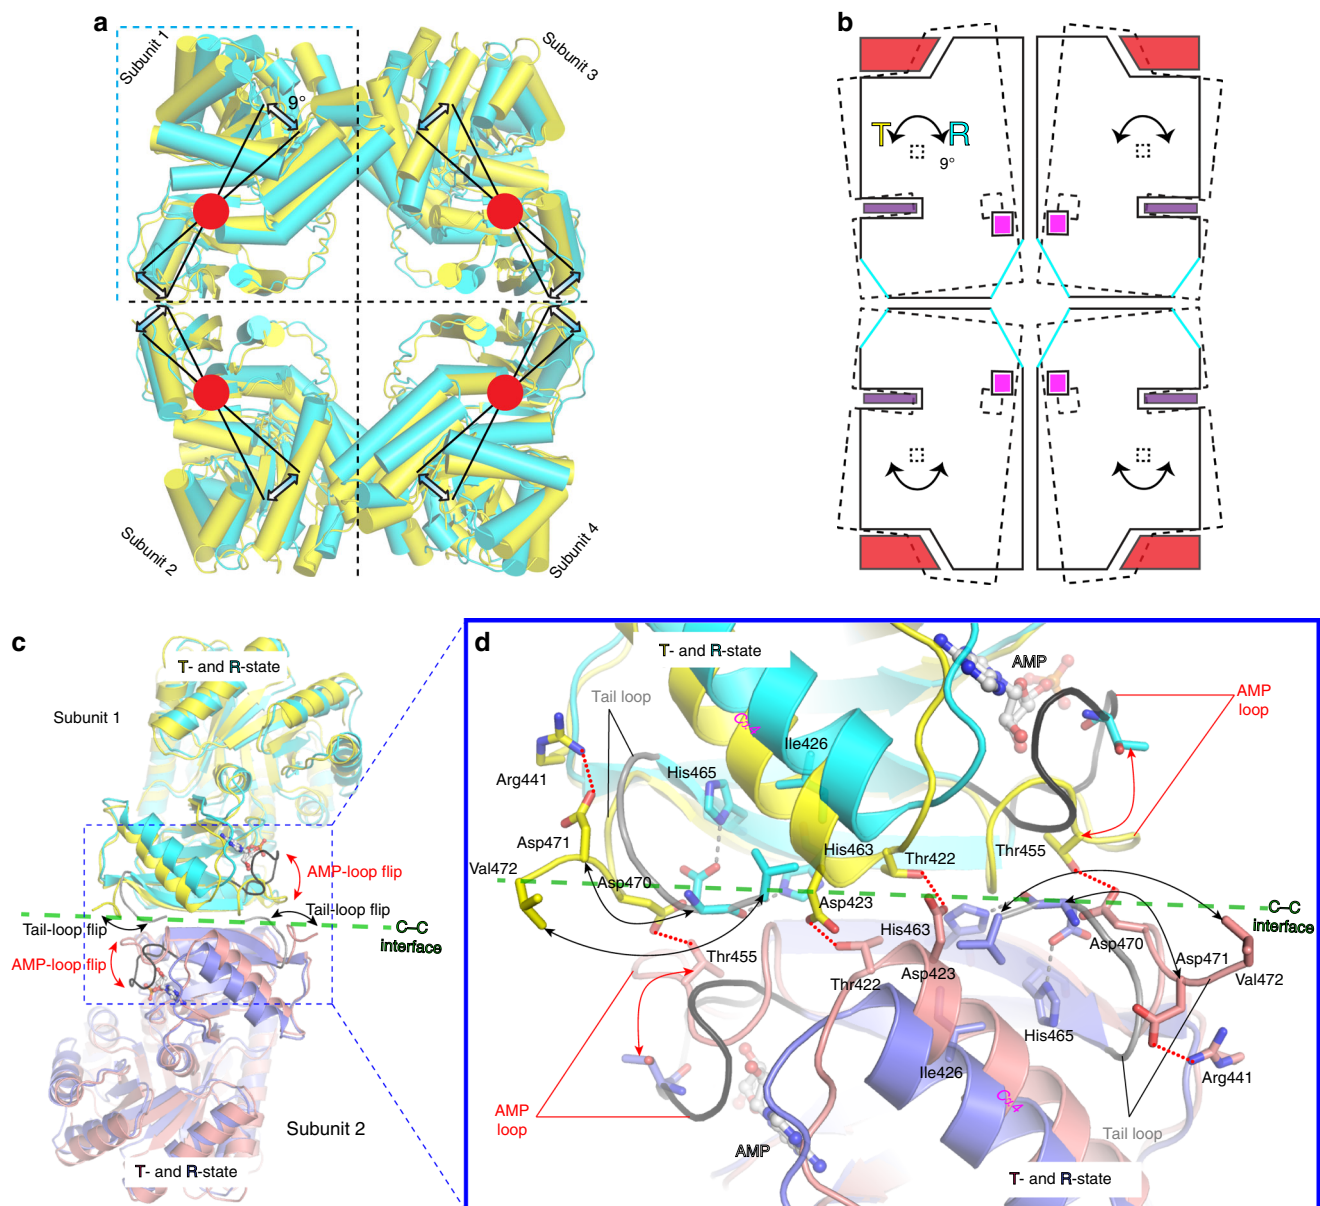 a
Subunit 1
Subunit 3
9°
Subunit 2
Subunit 4
b
T
R
9°
c
T- and R-state
Subunit 1
AMP-loop flip
Tail-loop flip
Tail-loop flip
C–C
interface
AMP-loop flip
Subunit 2
T- and R-state
d
T- and R-state
AMP
AMP
loop
Tail loop
Cα4
Ile426
Arg441
His465
Asp471
His463
Thr422
Thr455
Val472
Asp470
Asp423
C–C
interface
His463
Asp470
Thr455
Asp423
Asp471
Thr422
Val472
His465
Ile426
Arg441
Cα4
AMP
loop
Tail loop
AMP
T- and R-state